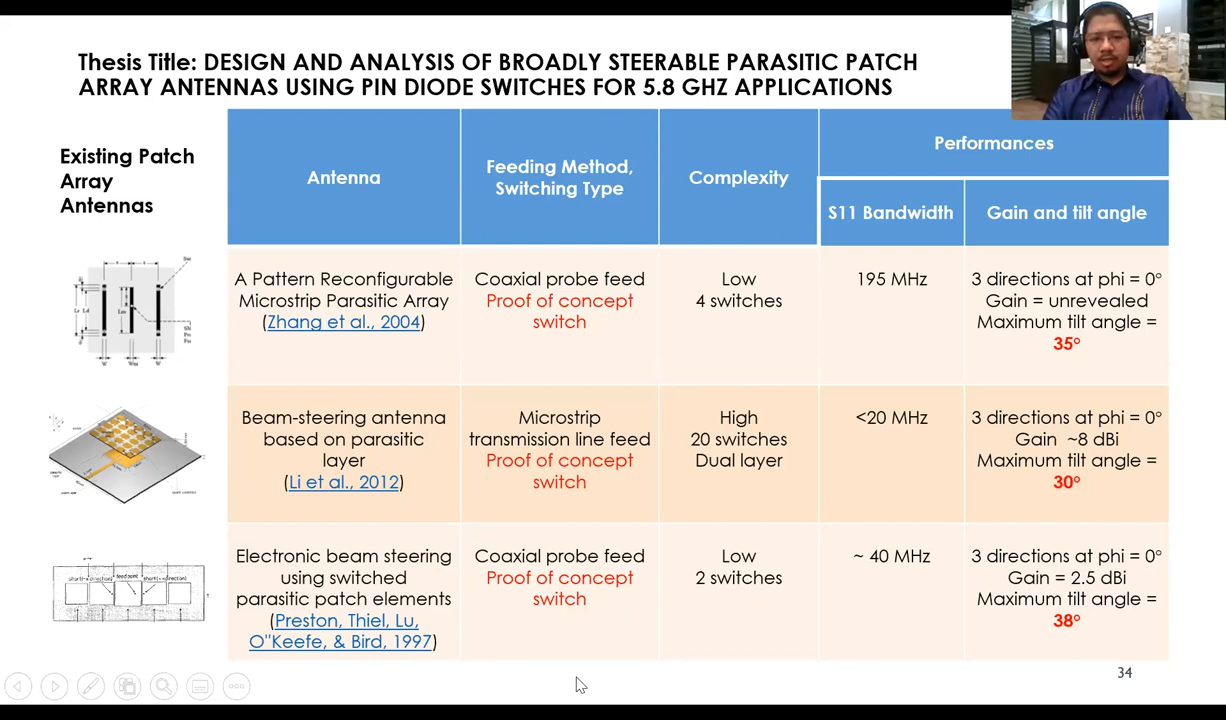 Thesis Title: DESIGN AND ANALYSIS OF BROADLY STEERABLE PARASITIC PATCH
ARRAY ANTENNAS USING PIN DIODE SWITCHES FOR 5.8 GHZ APPLICATIONS
Existing Patch
Array
Antennas
Antenna
Feeding Method,
Switching Type
Complexity
Performances
S11 Bandwidth
Gain and tilt angle
A Pattern Reconfigurable
Microstrip Parasitic Array
(Zhang et al., 2004)
Coaxial probe feed
Proof of concept
switch
Low
4 switches
195 MHz
3 directions at phi = 0°
Gain = unrevealed
Maximum tilt angle =
35°
Beam-steering antenna
based on parasitic
layer
(Li et al., 2012)
Microstrip
transmission line feed
Proof of concept
switch
High
20 switches
Dual layer
<20 MHz
3 directions at phi = 0°
Gain ~8 dBi
Maximum tilt angle =
30°
Electronic beam steering
using switched
parasitic patch elements
(Preston, Thiel, Lu,
O"Keefe, & Bird, 1997)
Coaxial probe feed
Proof of concept
switch
Low
2 switches
~ 40 MHz
3 directions at phi = 0°
Gain = 2.5 dBi
Maximum tilt angle =
38°
34